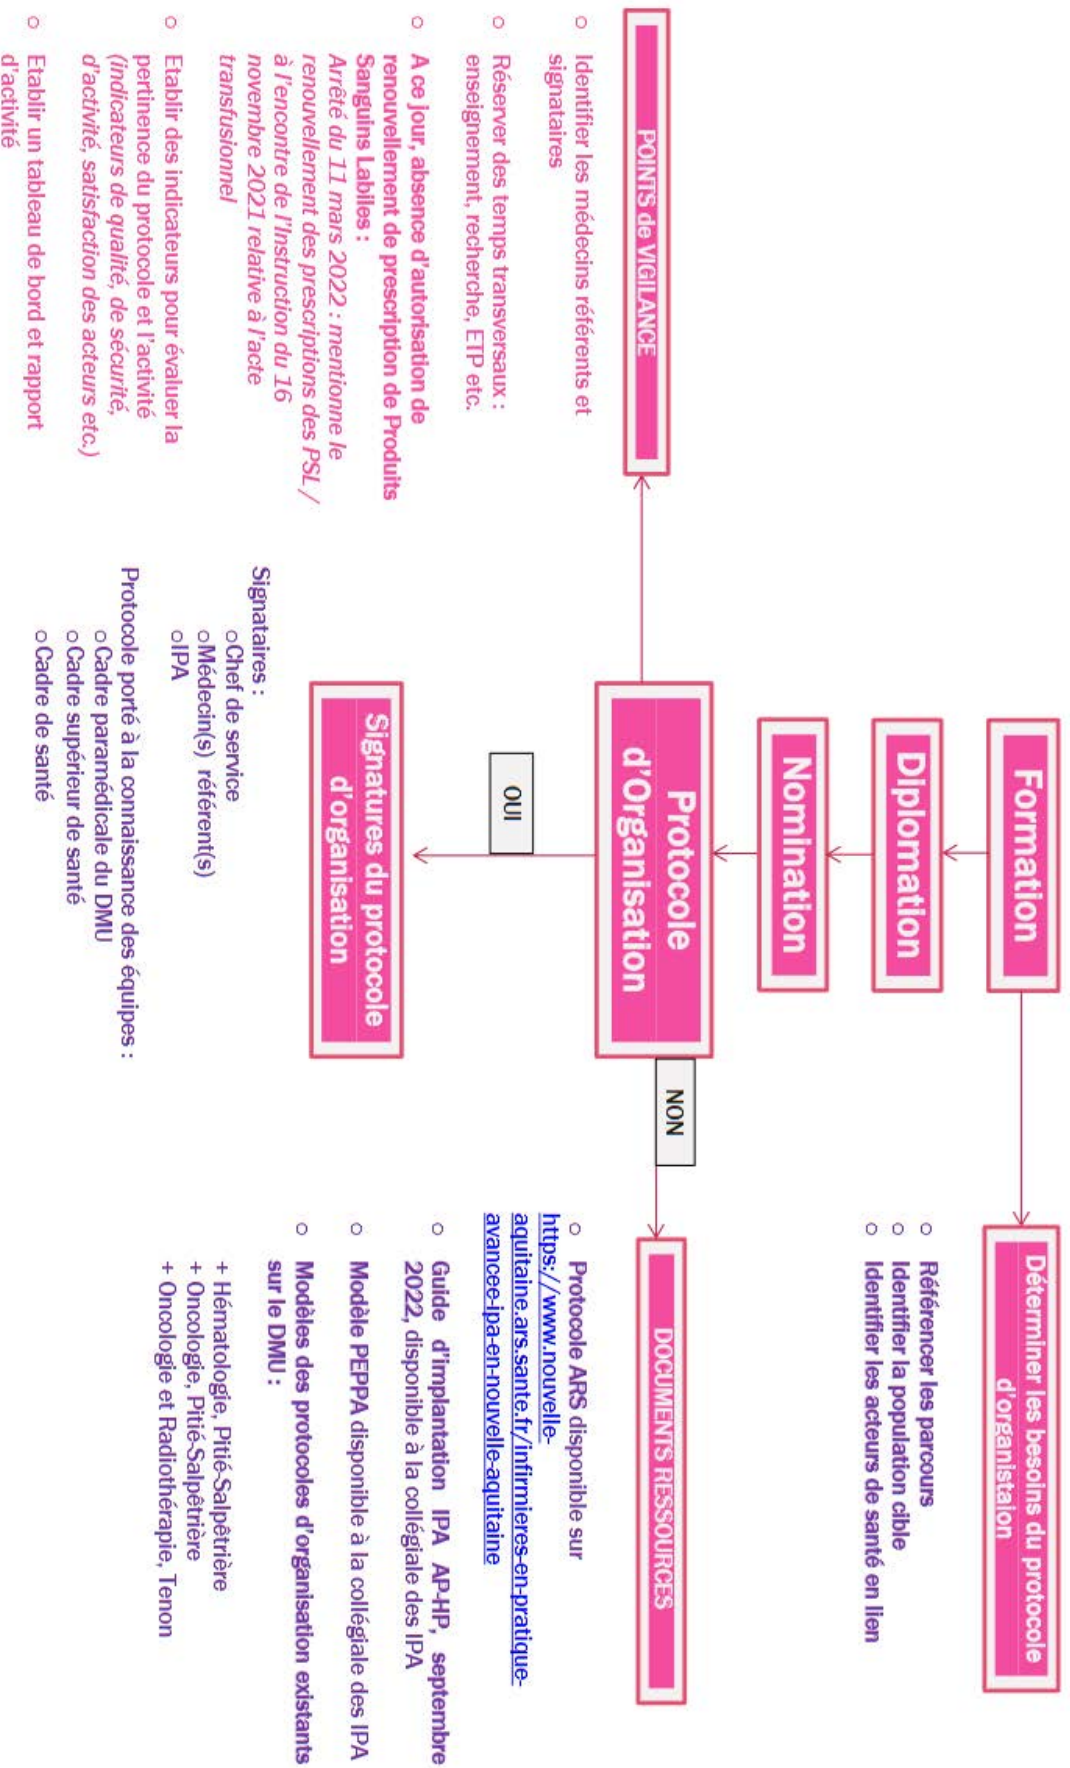 Formation
Déterminer les besoins du protocole
d'organistaion
○ Référencer les parcours
○ Identifier la population cible
○ Identifier les acteurs de santé en lien
Diplomation
Nomination
Protocole
d'Organisation
POINTS de VIGILANCE
○ Identifier les médecins référents et
signataires
○ Réserver des temps transversaux :
enseignement, recherche, ETP etc.
○ A ce jour, absence d'autorisation de
renouvellement de prescription de Produits
Sanguins Labiles :
Arrêté du 11 mars 2022 : mentionne le
renouvellement des prescriptions des PSL /
à l'encontre de l'Instruction du 16
novembre 2021 relative à l'acte
transfusionnel
○ Etablir des indicateurs pour évaluer la
pertinence du protocole et l'activité
(indicateurs de qualité, de sécurité,
d'activité, satisfaction des acteurs etc.)
○ Etablir un tableau de bord et rapport
d'activité
OUI
Signatures du protocole
d'organisation
Signataires :
○Chef de service
○Médecin(s) référent(s)
○IPA
Protocole porté à la connaissance des équipes :
○Cadre paramédicale du DMU
○Cadre supérieur de santé
○Cadre de santé
NON
DOCUMENTS RESSOURCES
○ Protocole ARS disponible sur
https://www.nouvelle-
aquitaine.ars.sante.fr/infirmieres-en-pratique-
avancee-ipa-en-nouvelle-aquitaine
○ Guide d'implantation IPA AP-HP, septembre
2022, disponible à la collégiale des IPA
○ Modèle PEPPA disponible à la collégiale des IPA
○ Modèles des protocoles d'organisation existants
sur le DMU :
+ Hématologie, Pitié-Salpêtrière
+ Oncologie, Pitié-Salpêtrière
+ Oncologie et Radiothérapie, Tenon